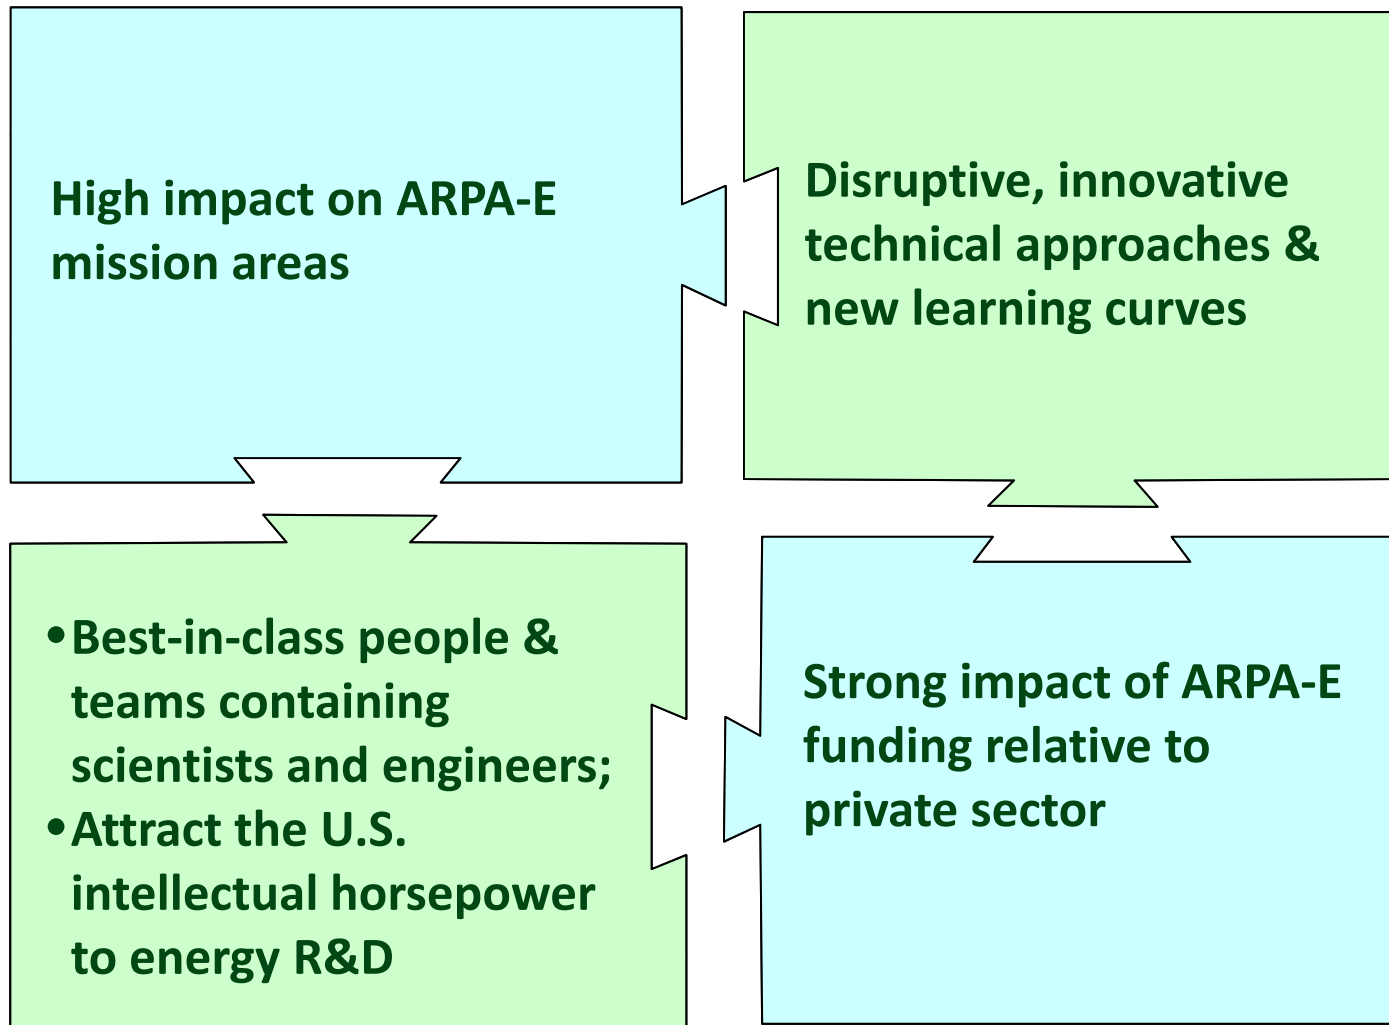 High impact on ARPA-E
mission areas
Disruptive, innovative
technical approaches &
new learning curves
•Best-in-class people &
teams containing
scientists and engineers;
•Attract the U.S.
intellectual horsepower
to energy R&D
Strong impact of ARPA-E
funding relative to
private sector